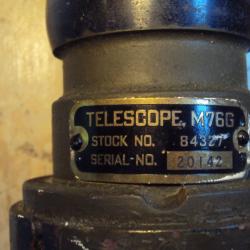 TELESCOPE, M76G
STOCK NO. 84327
SERIAL-NO. 20142